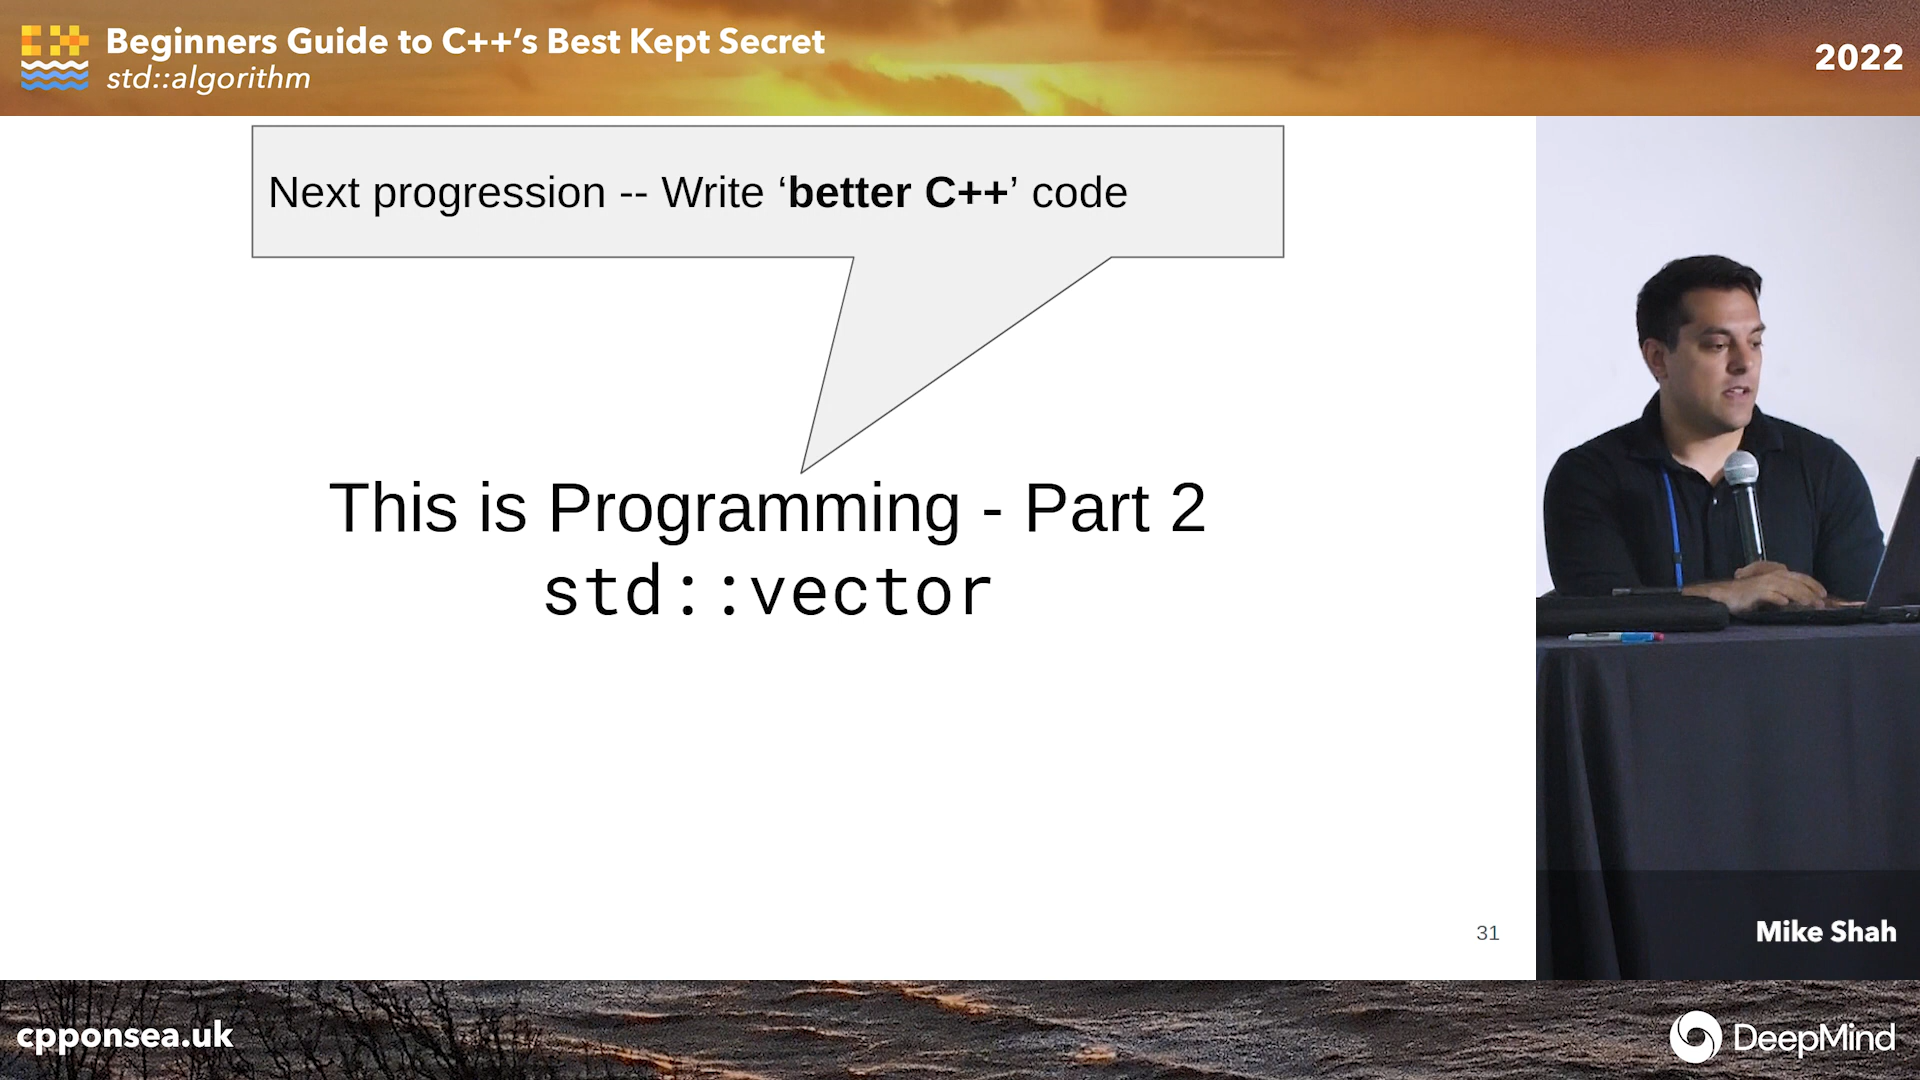 Beginners Guide to C++’s Best Kept Secret
std::algorithm
2022
Next progression -- Write ‘better C++’ code
This is Programming - Part 2
std::vector
31
Mike Shah
cpponsea.uk
DeepMind